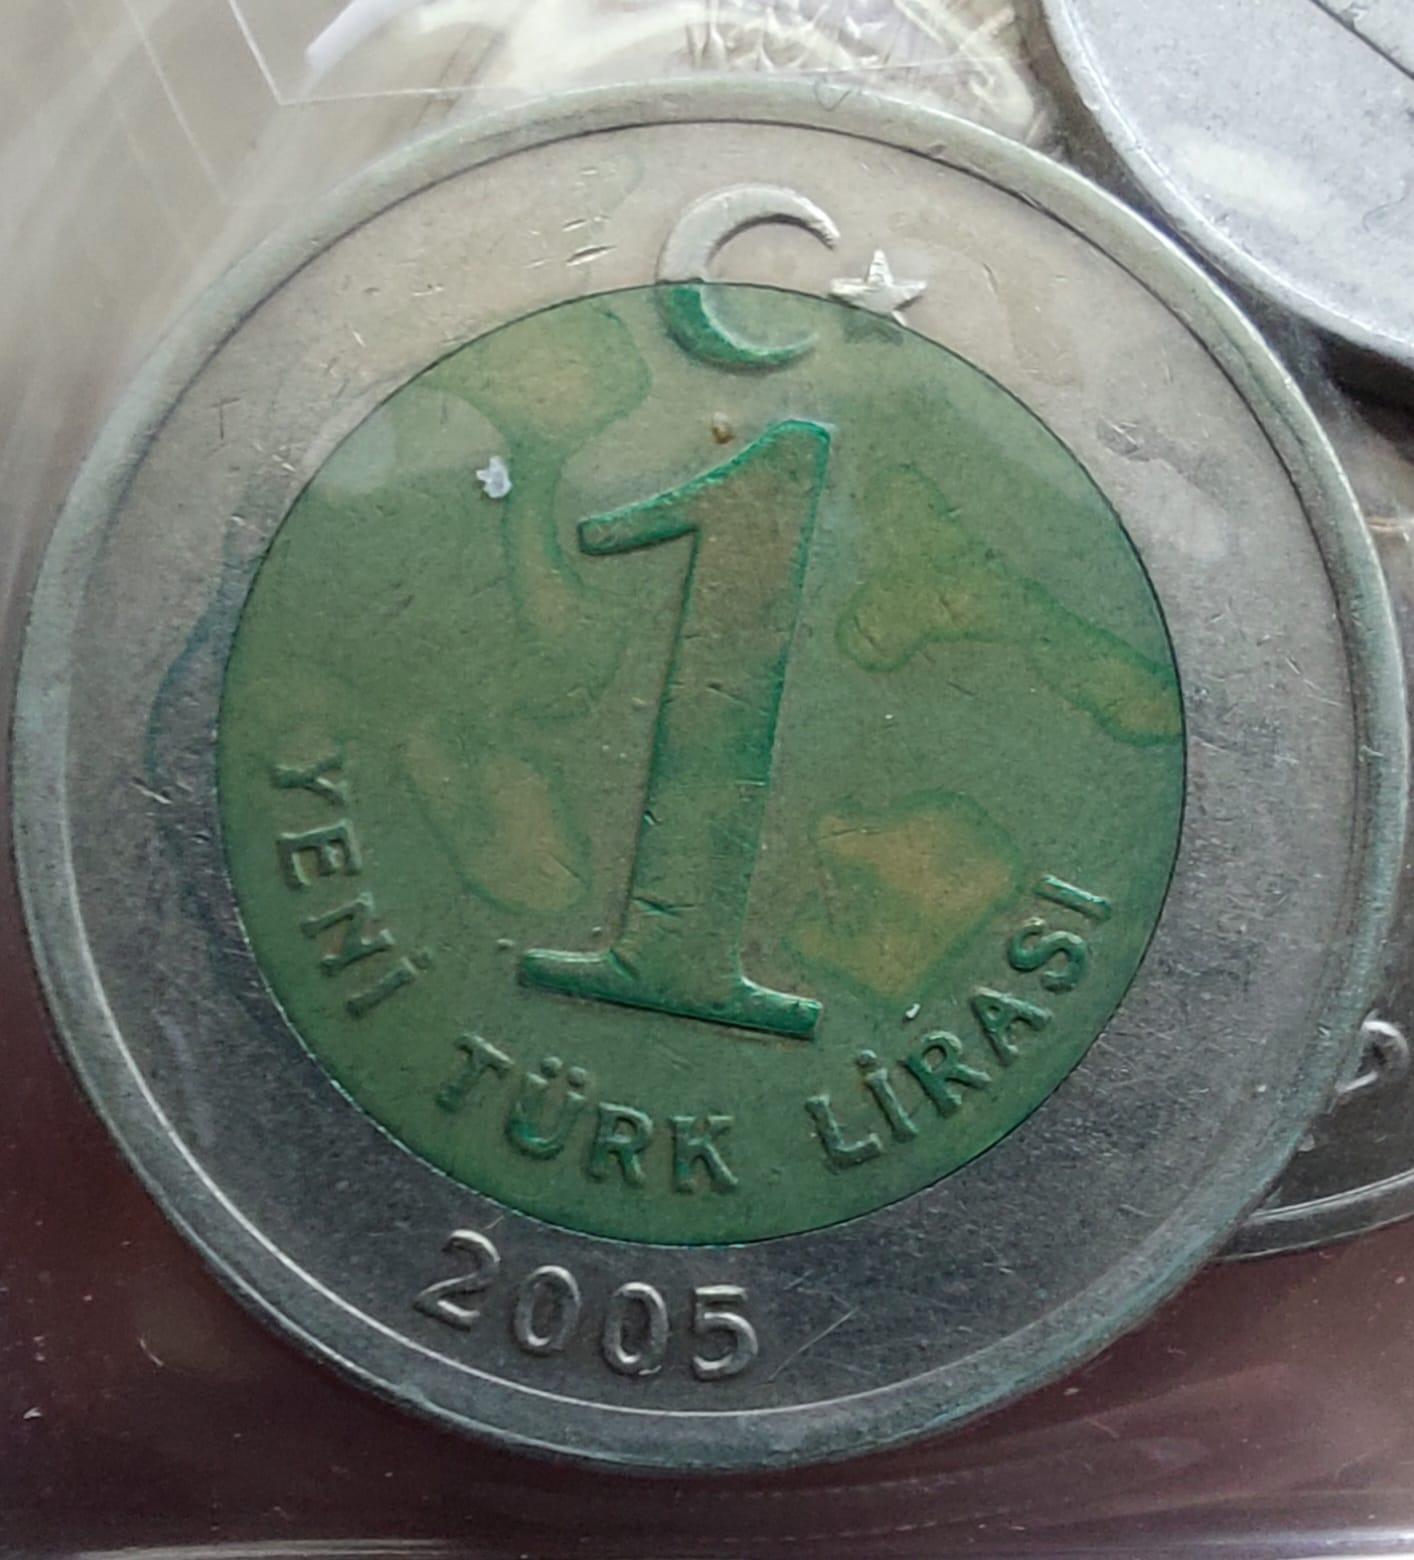 1
YENİ TÜRK LİRASI
2005